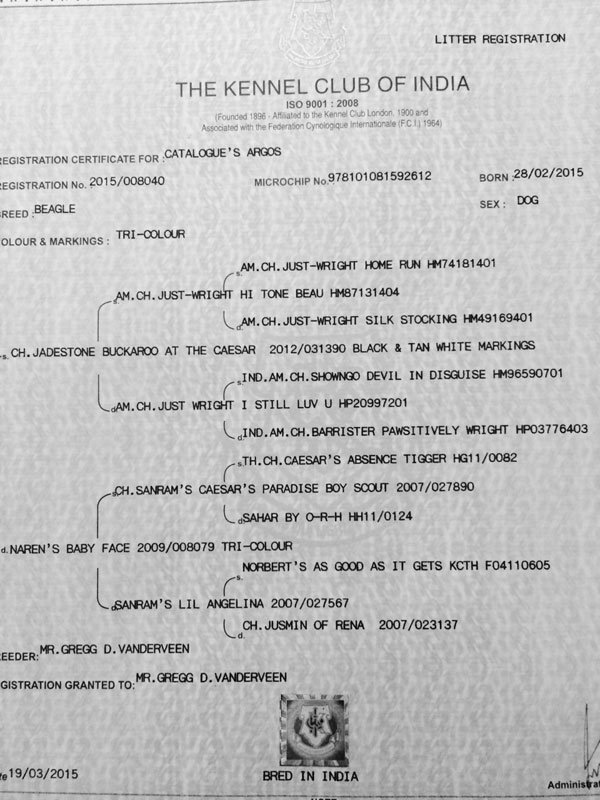 LITTER REGISTRATION
THE KENNEL CLUB OF INDIA
ISO 9001 : 2008
(Founded 1896 - Affiliated to the Kennel Club London, 1900 and
Associated with the Federation Cynologique Internationale (F.C.I.) 1964)
REGISTRATION CERTIFICATE FOR : CATALOGUE'S ARGOS
REGISTRATION No. 2015/008040 MICROCHIP No. 978101081592612 BORN : 28/02/2015
BREED : BEAGLE SEX : DOG
OLOUR & MARKINGS : TRI-COLOUR
s. AM.CH.JUST-WRIGHT HOME RUN HM74181401
s. AM.CH.JUST-WRIGHT HI TONE BEAU HM87131404
d. AM.CH.JUST-WRIGHT SILK STOCKING HM49169401
s. CH.JADESTONE BUCKAROO AT THE CAESAR 2012/031390 BLACK & TAN WHITE MARKINGS
s. IND.AM.CH.SHOWNGO DEVIL IN DISGUISE HM96590701
d. AM.CH.JUST WRIGHT I STILL LUV U HP20997201
d. IND.AM.CH.BARRISTER PAWSITIVELY WRIGHT HP03776403
s. TH.CH.CAESAR'S ABSENCE TIGGER HG11/0082
s. CH.SANRAM'S CAESAR'S PARADISE BOY SCOUT 2007/027890
d. SAHAR BY O-R-H HH11/0124
d. NAREN'S BABY FACE 2009/008079 TRI-COLOUR
s. NORBERT'S AS GOOD AS IT GETS KCTH F04110605
d. SANRAM'S LIL ANGELINA 2007/027567
d. CH.JUSMIN OF RENA 2007/023137
REEDER: MR.GREGG D.VANDERVEEN
GISTRATION GRANTED TO: MR.GREGG D.VANDERVEEN
te 19/03/2015
BRED IN INDIA
Administrat